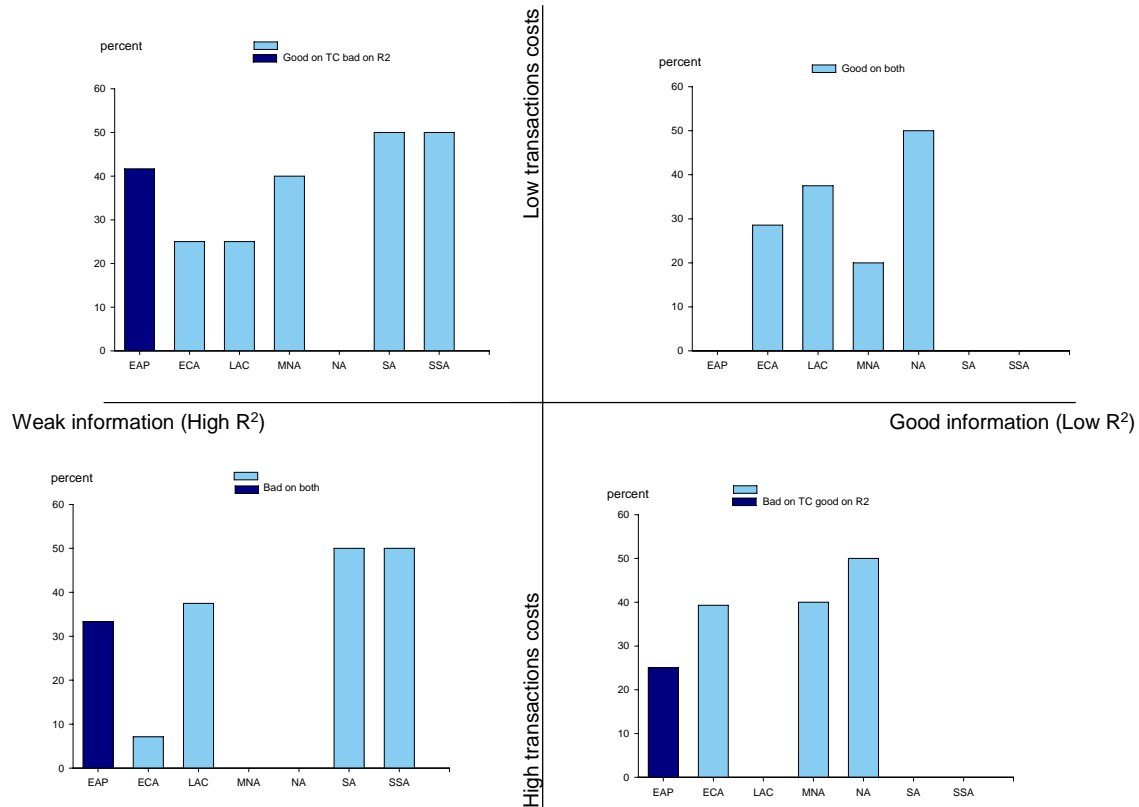 percent
Good on TC bad on R2
60
50
40
30
20
10
0
EAP ECA LAC MNA NA SA SSA
Low transactions costs
percent
Good on both
60
50
40
30
20
10
0
EAP ECA LAC MNA NA SA SSA
Weak information (High R²)
Good information (Low R²)
percent
Bad on both
60
50
40
30
20
10
0
EAP ECA LAC MNA NA SA SSA
High transactions costs
percent
Bad on TC good on R2
60
50
40
30
20
10
0
EAP ECA LAC MNA NA SA SSA